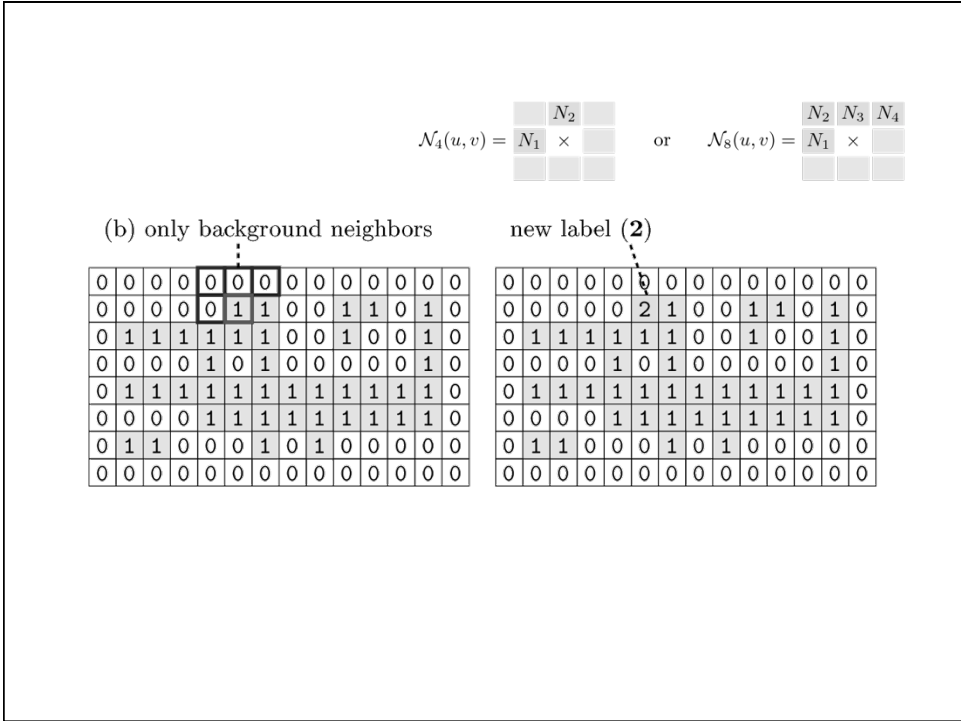 N₂ N₂ N₃ N₄
𝒩₄(u, v) = N₁ × or 𝒩₈(u, v) = N₁ ×
(b) only background neighbors new label (2)
0 0 0 0 0 0 0 0 0 0 0 0 0 0 0 0 0 0 0 0 0 0 0 0 0 0 0 0
0 0 0 0 0 1 1 0 0 1 1 0 1 0 0 0 0 0 0 2 1 0 0 1 1 0 1 0
0 1 1 1 1 1 1 0 0 1 0 0 1 0 0 1 1 1 1 1 1 0 0 1 0 0 1 0
0 0 0 0 1 0 1 0 0 0 0 0 1 0 0 0 0 0 1 0 1 0 0 0 0 0 1 0
0 1 1 1 1 1 1 1 1 1 1 1 1 0 0 1 1 1 1 1 1 1 1 1 1 1 1 0
0 0 0 0 1 1 1 1 1 1 1 1 1 0 0 0 0 0 1 1 1 1 1 1 1 1 1 0
0 1 1 0 0 0 1 0 1 0 0 0 0 0 0 1 1 0 0 0 1 0 1 0 0 0 0 0
0 0 0 0 0 0 0 0 0 0 0 0 0 0 0 0 0 0 0 0 0 0 0 0 0 0 0 0